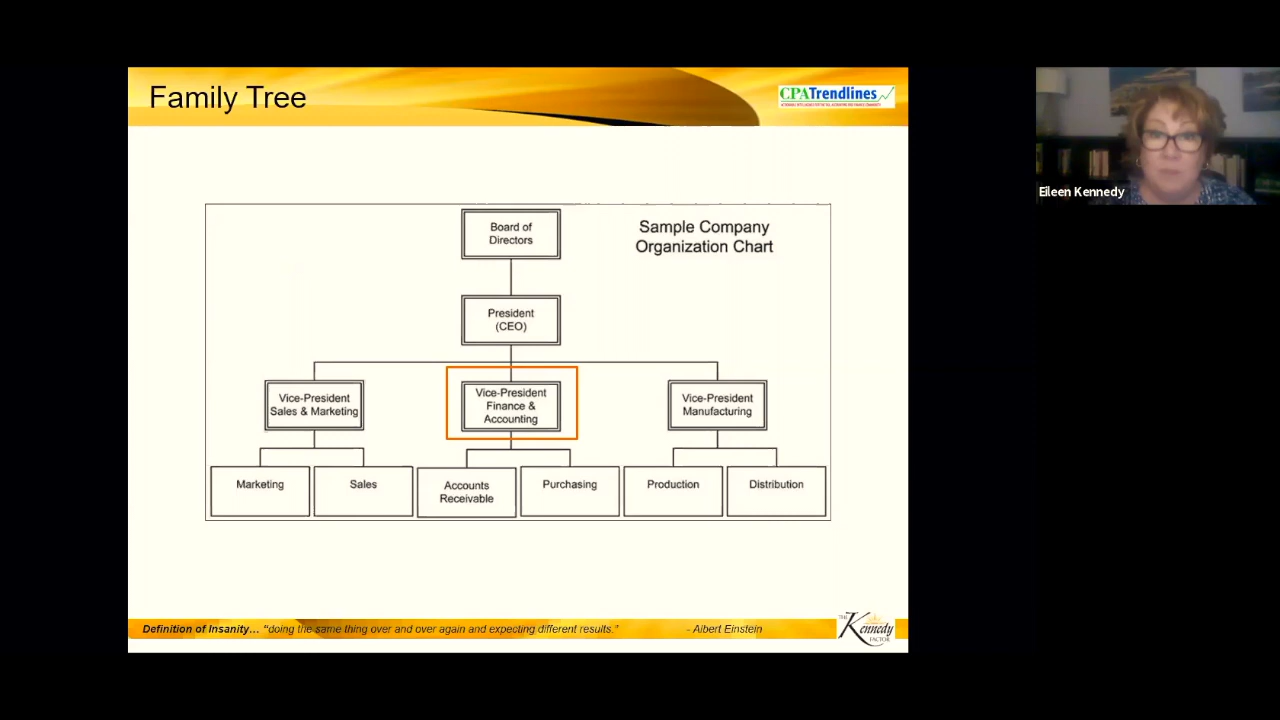 Family Tree
CPATrendlines
Sample Company
Organization Chart
Board of
Directors
President
(CEO)
Vice-President
Sales & Marketing
Vice-President
Finance &
Accounting
Vice-President
Manufacturing
Marketing
Sales
Accounts
Receivable
Purchasing
Production
Distribution
Eileen Kennedy
Definition of Insanity... "doing the same thing over and over again and expecting different results." - Albert Einstein
THE
Kennedy
FACTOR